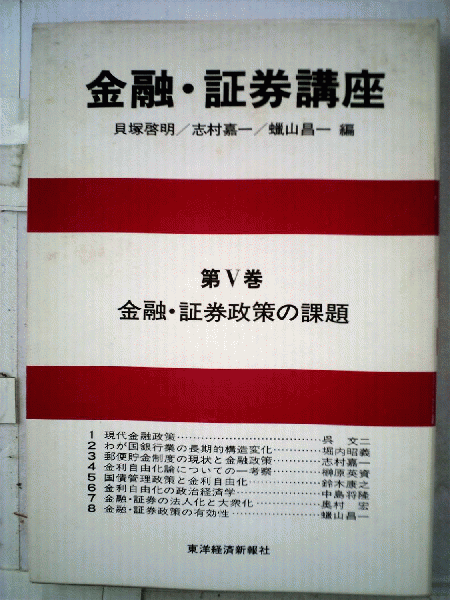 金融・証券講座
貝塚啓明／志村嘉一／蠟山昌一 編
第V巻
金融・証券政策の課題
1 現代金融政策……………………呉 文二
2 わが国銀行業の長期的構造変化………堀内昭義
3 郵便貯金制度の現状と金融政策………志村嘉一
4 金利自由化論についての一考察………榊原英資
5 国債管理政策と金利自由化…………鈴木康之
6 金利自由化の政治経済学……………中島将隆
7 金融・証券の法人化と大衆化…………奥村 宏
8 金融・証券政策の有効性……………蠟山昌一
東洋経済新報社